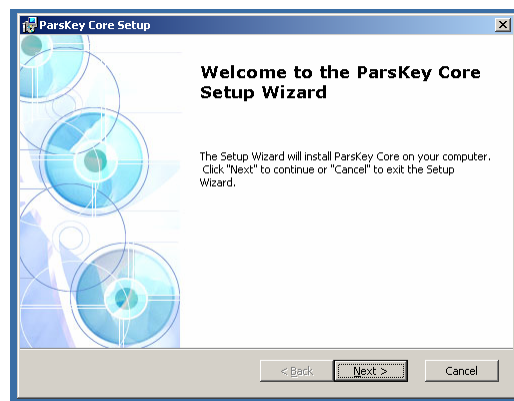 ParsKey Core Setup
Welcome to the ParsKey Core
Setup Wizard
The Setup Wizard will install ParsKey Core on your computer.
Click "Next" to continue or "Cancel" to exit the Setup
Wizard.
< Back Next > Cancel